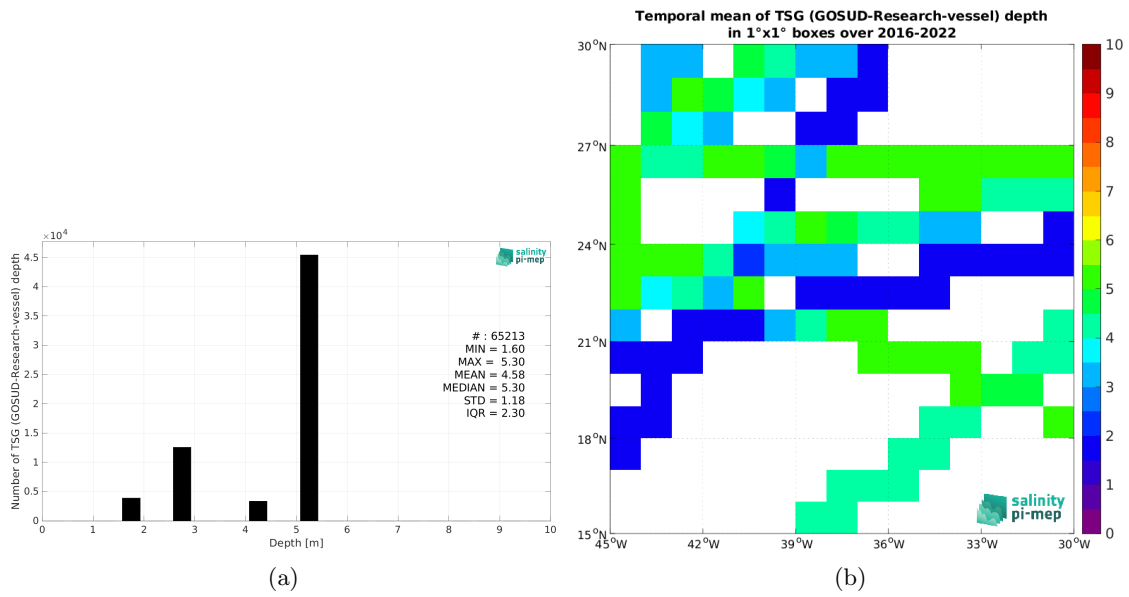 ×10⁴
4.5
4
3.5
3
2.5
2
1.5
1
0.5
0
Number of TSG (GOSUD-Research-vessel) depth
salinity
pi-mep
# : 65213
MIN = 1.60
MAX = 5.30
MEAN = 4.58
MEDIAN = 5.30
STD = 1.18
IQR = 2.30
0 1 2 3 4 5 6 7 8 9 10
Depth [m]
(a)
Temporal mean of TSG (GOSUD-Research-vessel) depth
in 1°x1° boxes over 2016-2022
30°N
27°N
24°N
21°N
18°N
15°N
45°W 42°W 39°W 36°W 33°W 30°W
salinity
pi-mep
10
9
8
7
6
5
4
3
2
1
0
(b)